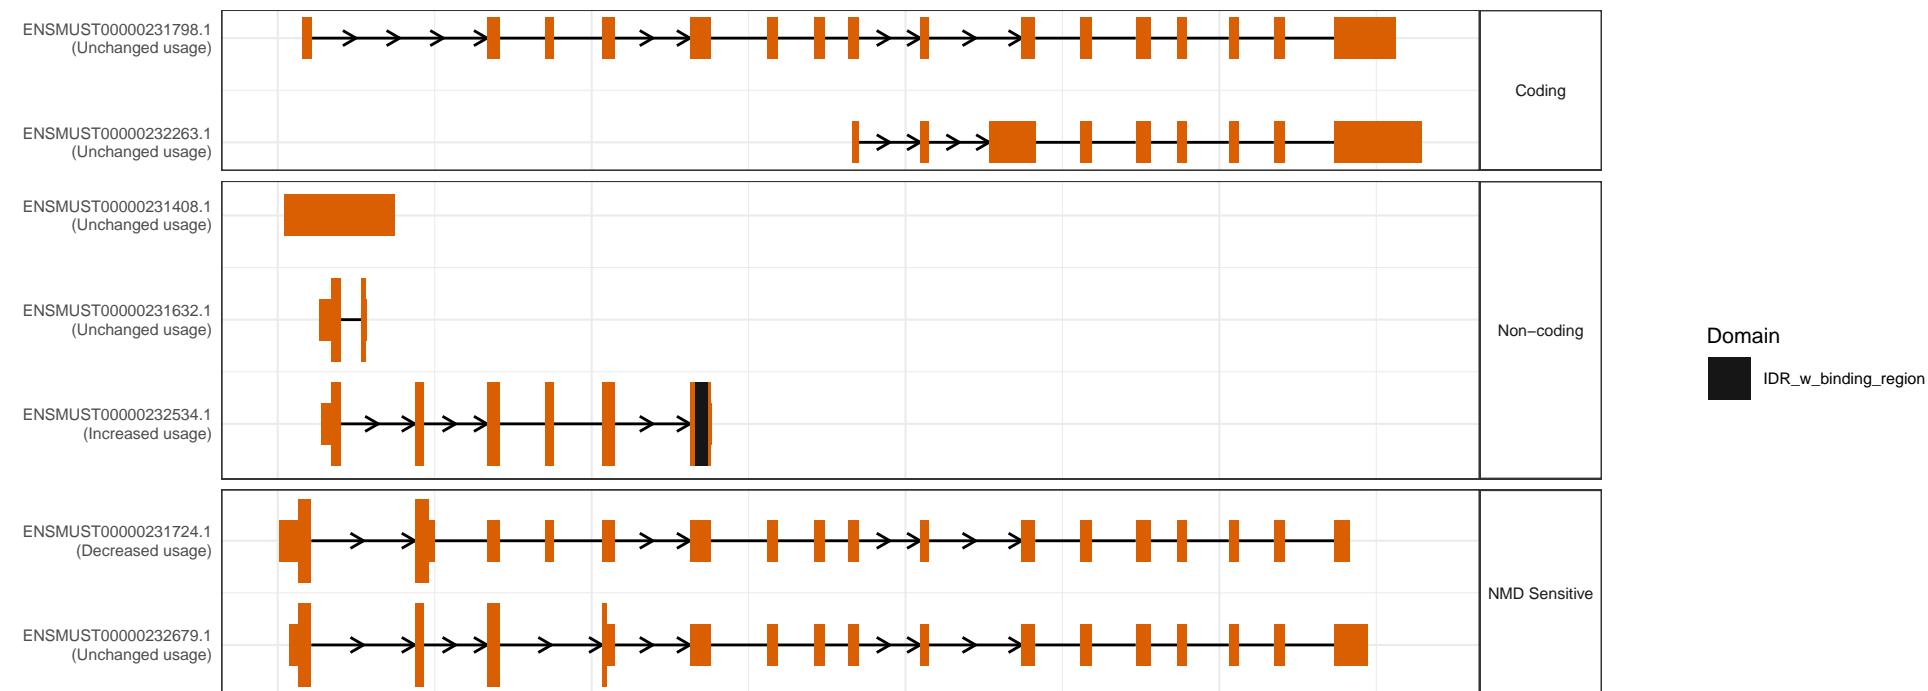 ENSMUST00000231798.1
(Unchanged usage)
Coding
ENSMUST00000232263.1
(Unchanged usage)
ENSMUST00000231408.1
(Unchanged usage)
ENSMUST00000231632.1
(Unchanged usage)
Non−coding
Domain
IDR_w_binding_region
ENSMUST00000232534.1
(Increased usage)
ENSMUST00000231724.1
(Decreased usage)
NMD Sensitive
ENSMUST00000232679.1
(Unchanged usage)